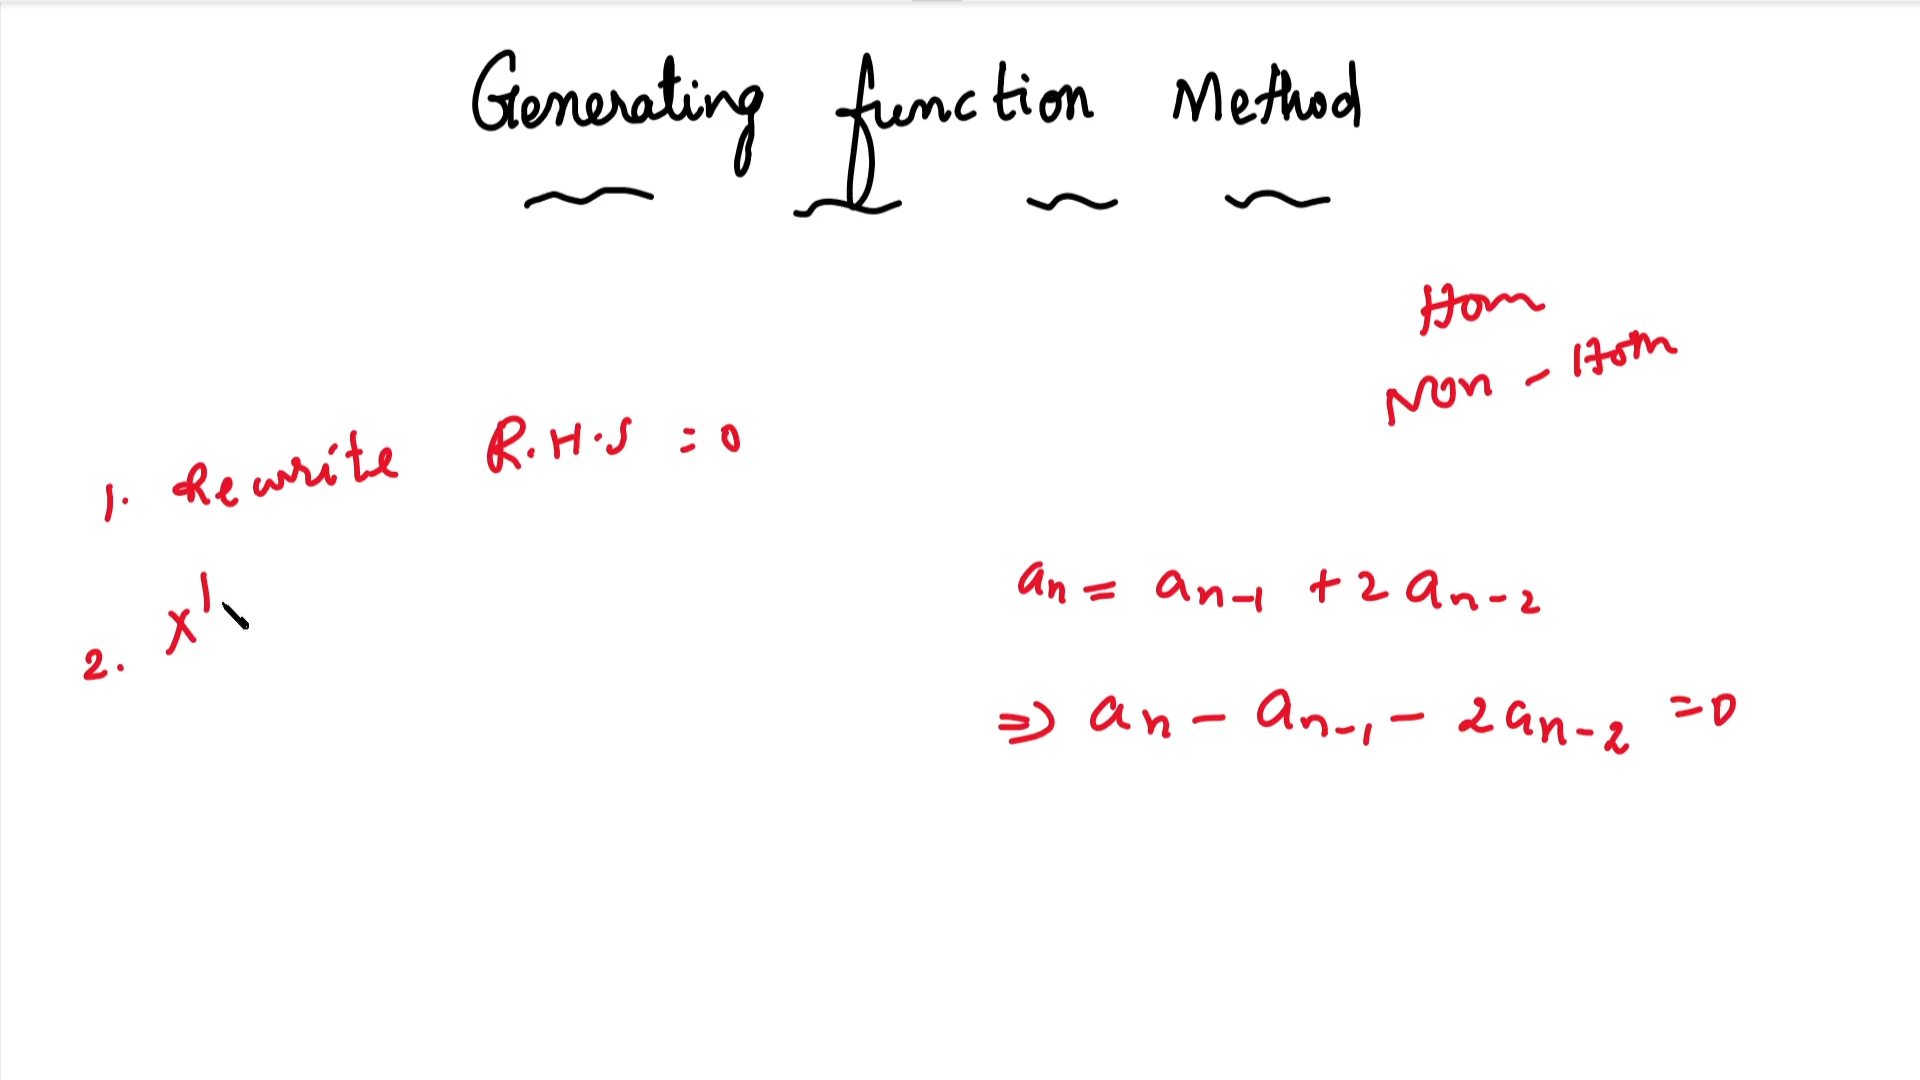 Generating function Method
Hom
Non - Hom
1. Rewrite R.H.S = 0
an = an-1 + 2an-2
2. x
⇒ an - an-1 - 2an-2 = 0